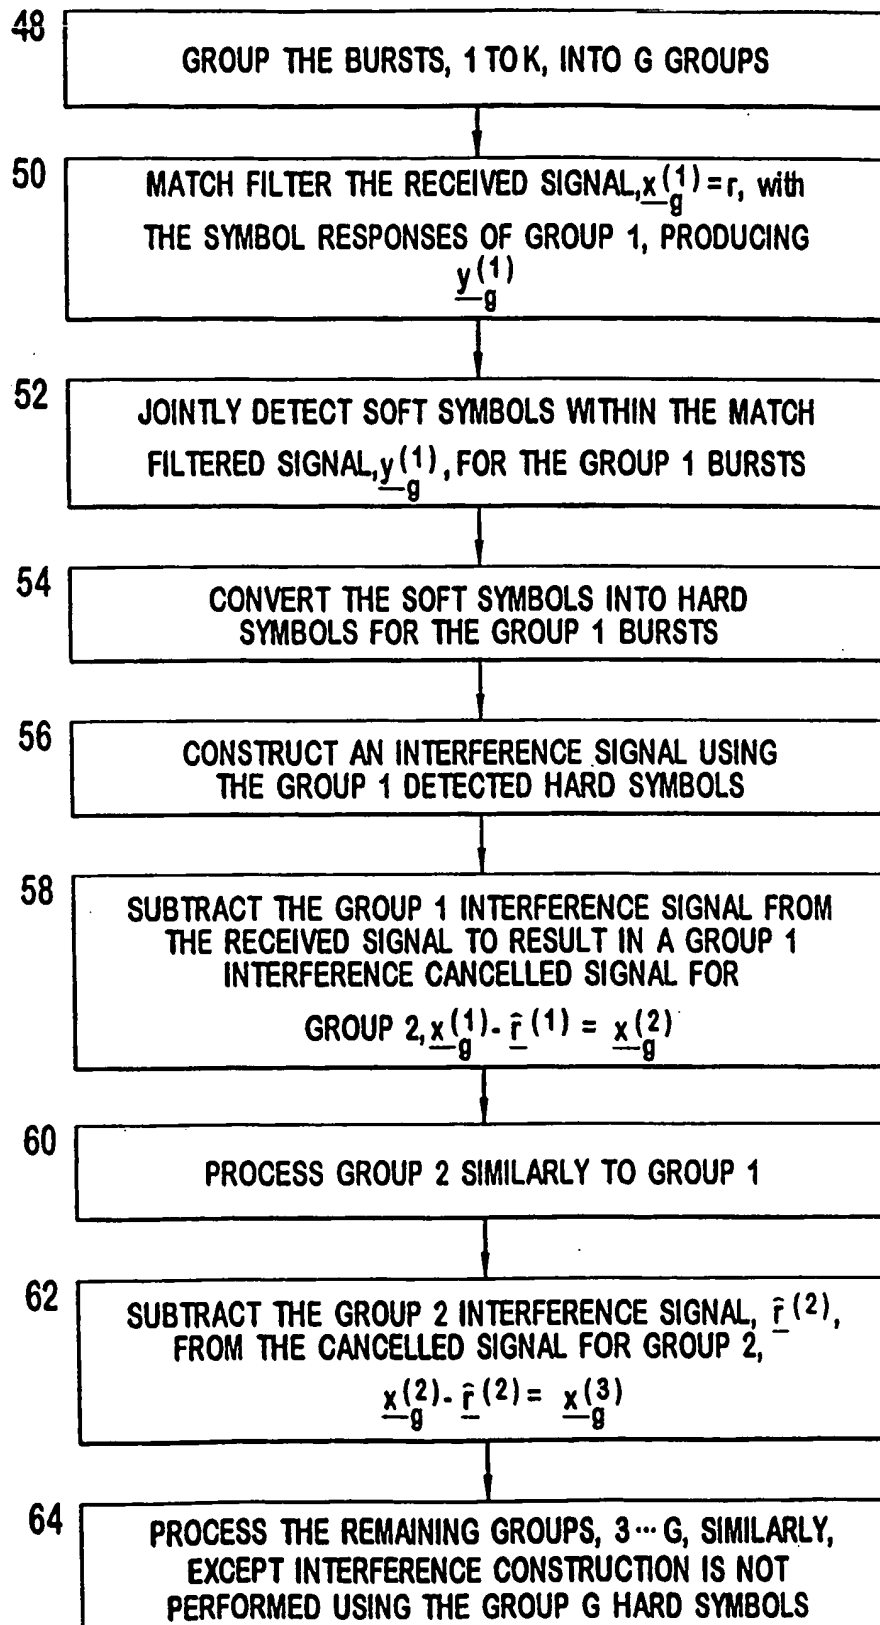 48
GROUP THE BURSTS, 1 TO K, INTO G GROUPS
50
MATCH FILTER THE RECEIVED SIGNAL, x_g^(1) = r, with
THE SYMBOL RESPONSES OF GROUP 1, PRODUCING
y_g^(1)
52
JOINTLY DETECT SOFT SYMBOLS WITHIN THE MATCH
FILTERED SIGNAL, y_g^(1), FOR THE GROUP 1 BURSTS
54
CONVERT THE SOFT SYMBOLS INTO HARD
SYMBOLS FOR THE GROUP 1 BURSTS
56
CONSTRUCT AN INTERFERENCE SIGNAL USING
THE GROUP 1 DETECTED HARD SYMBOLS
58
SUBTRACT THE GROUP 1 INTERFERENCE SIGNAL FROM
THE RECEIVED SIGNAL TO RESULT IN A GROUP 1
INTERFERENCE CANCELLED SIGNAL FOR
GROUP 2, x_g^(1) - r̂^(1) = x_g^(2)
60
PROCESS GROUP 2 SIMILARLY TO GROUP 1
62
SUBTRACT THE GROUP 2 INTERFERENCE SIGNAL, r̂^(2),
FROM THE CANCELLED SIGNAL FOR GROUP 2,
x_g^(2) - r̂^(2) = x_g^(3)
64
PROCESS THE REMAINING GROUPS, 3 ··· G, SIMILARLY,
EXCEPT INTERFERENCE CONSTRUCTION IS NOT
PERFORMED USING THE GROUP G HARD SYMBOLS